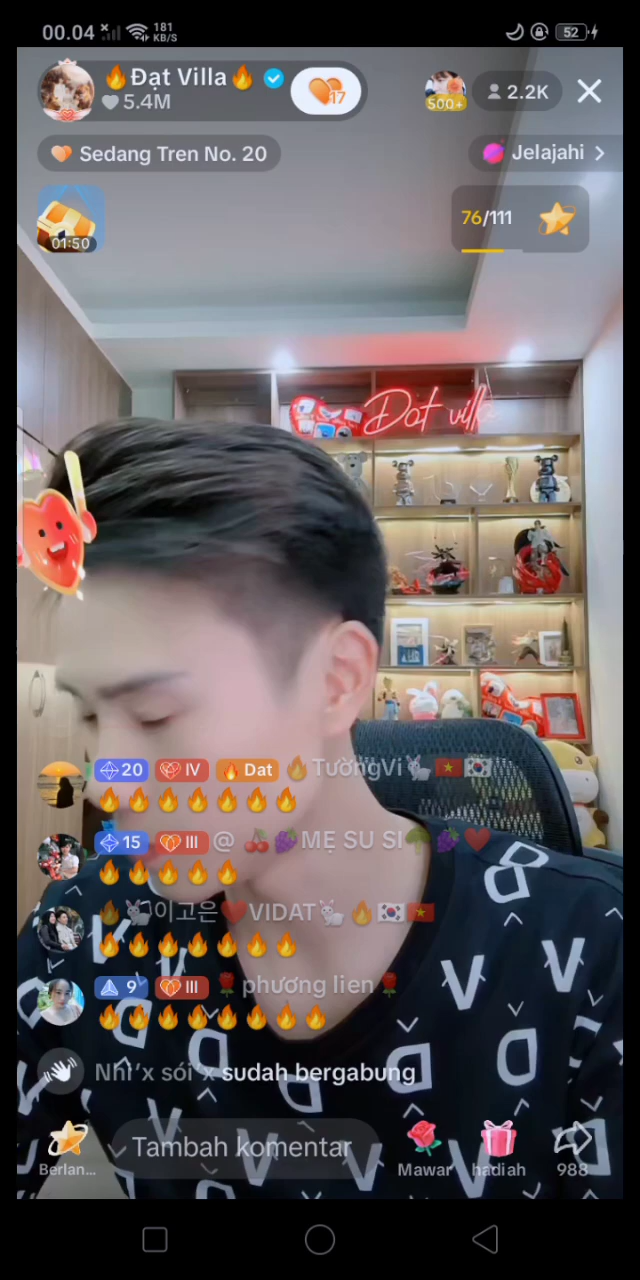 00.04 181 KB/S 52
🔥Đạt Villa🔥
5.4M
17
500+
2.2K
Sedang Tren No. 20
Jelajahi
01:50
76/111
Dat villa
20 IV Dat 🔥TườngVi🐇🇻🇳🇰🇷
🔥🔥🔥🔥🔥🔥🔥
15 III @ 🍒🍇MẸ SU SI🥦🍇❤️
🔥🔥🔥🔥🔥
🔥🐇이고은❤️VIDAT🐇🔥🇰🇷🇻🇳
🔥🔥🔥🔥🔥🔥🔥
9 III 🌹phương lien🌹
🔥🔥🔥🔥🔥🔥🔥🔥
Nhi'x sói'x sudah bergabung
Berlan...
Tambah komentar
Mawar
hadiah
988